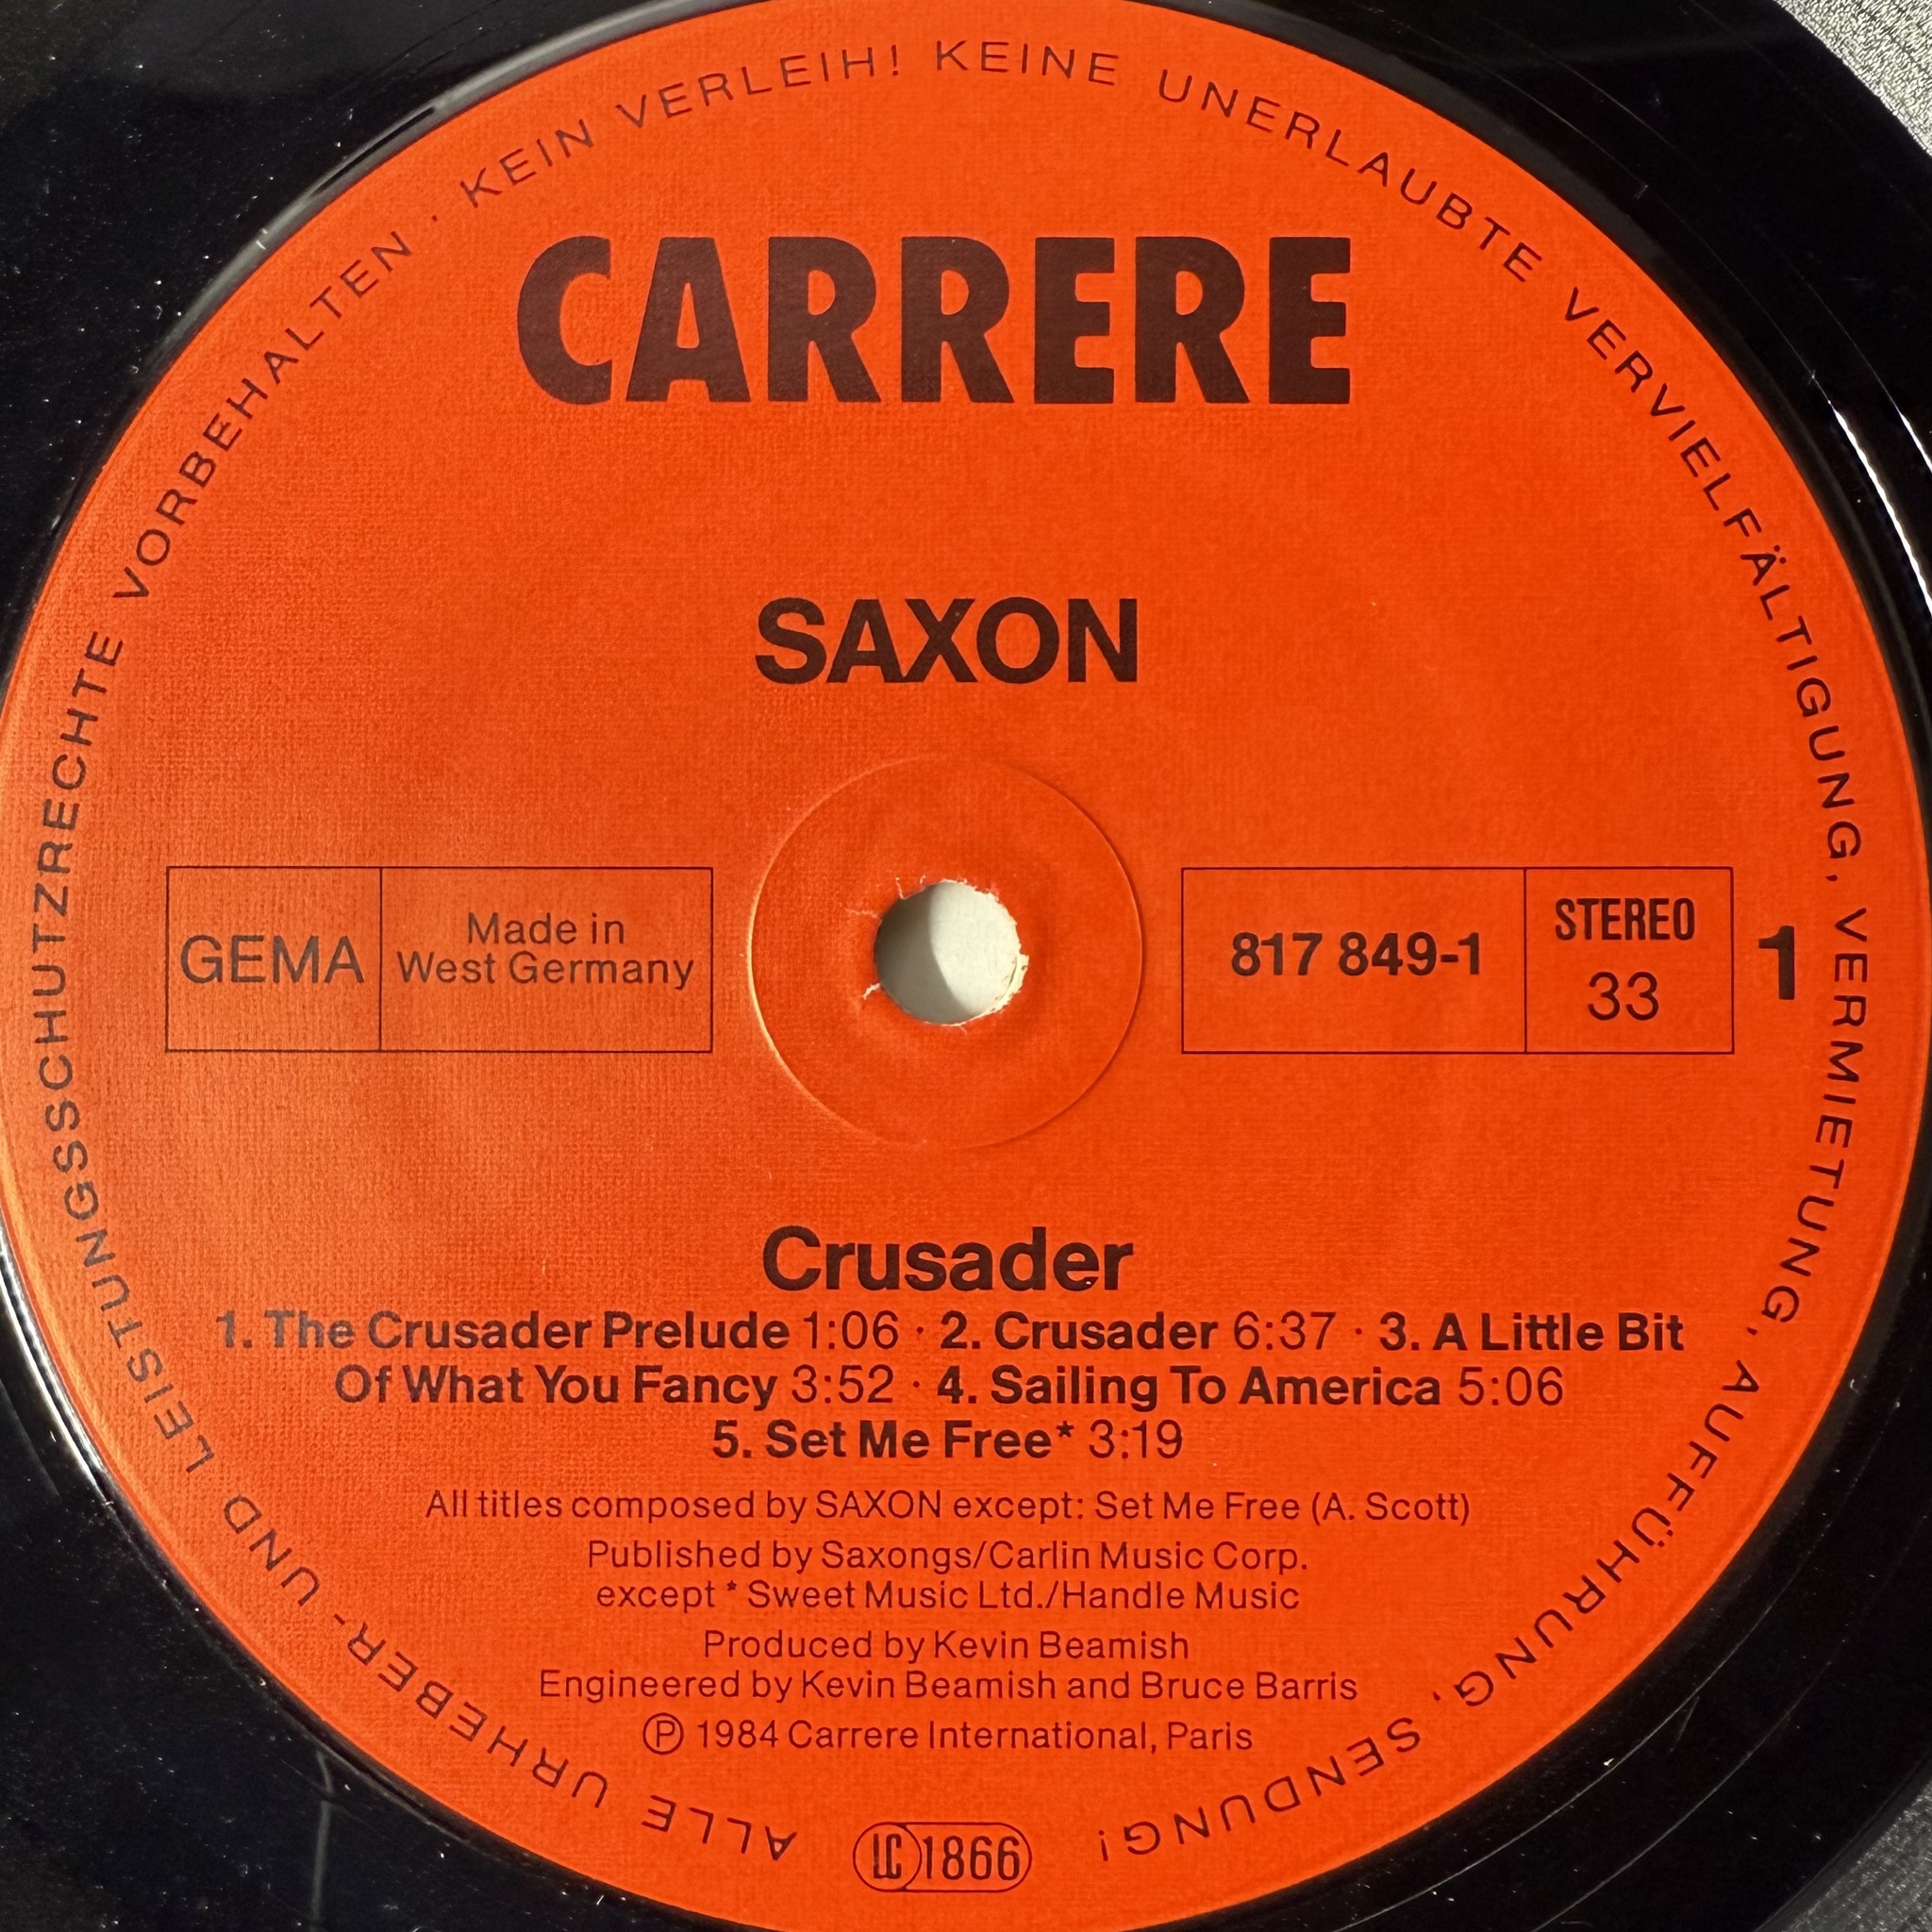 ALLE URHEBER- UND LEISTUNGSSCHUTZRECHTE VORBEHALTEN · KEIN VERLEIH! KEINE UNERLAUBTE VERVIELFÄLTIGUNG, VERMIETUNG, AUFFÜHRUNG, SENDUNG!
CARRERE
SAXON
GEMA
Made in
West Germany
817 849-1
STEREO
33
1
Crusader
1. The Crusader Prelude 1:06 · 2. Crusader 6:37 · 3. A Little Bit
Of What You Fancy 3:52 · 4. Sailing To America 5:06
5. Set Me Free* 3:19
All titles composed by SAXON except: Set Me Free (A. Scott)
Published by Saxongs/Carlin Music Corp.
except * Sweet Music Ltd./Handle Music
Produced by Kevin Beamish
Engineered by Kevin Beamish and Bruce Barris
℗ 1984 Carrere International, Paris
LC 1866